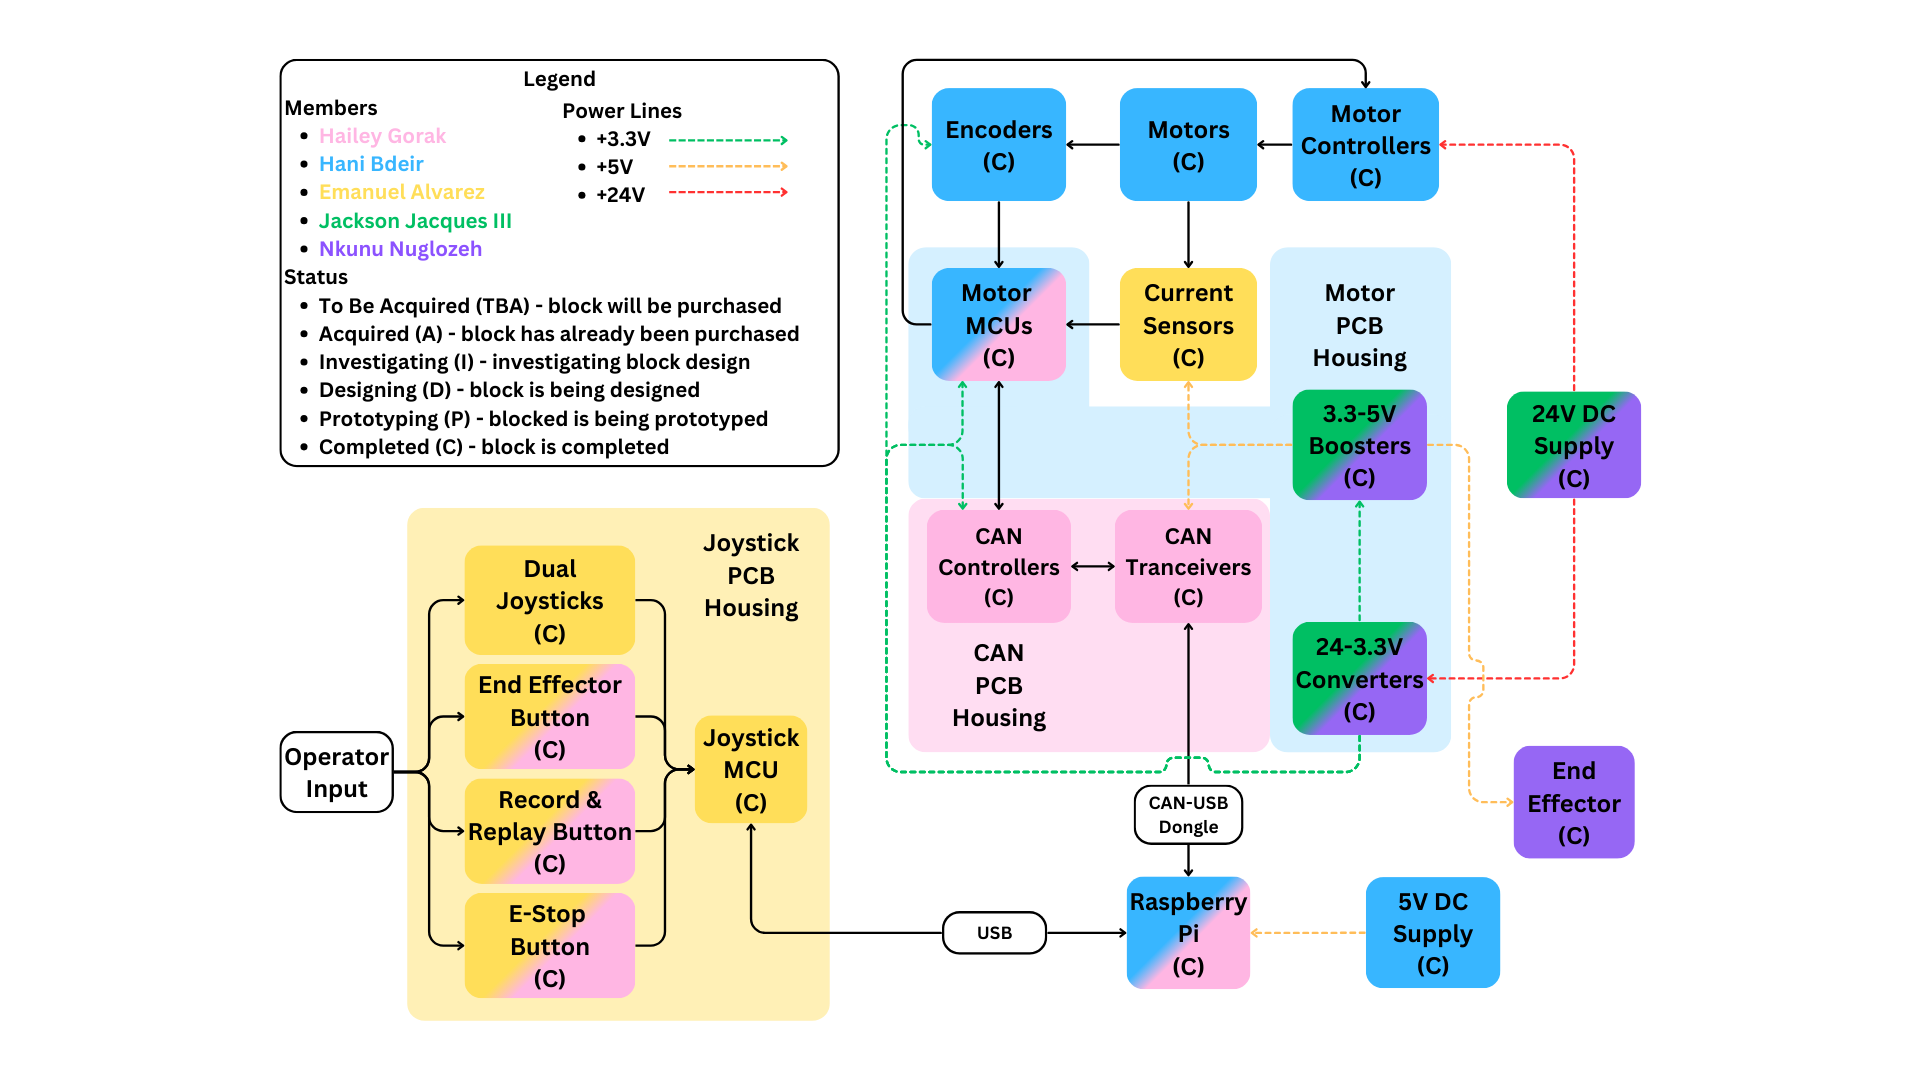 Legend
Members
Hailey Gorak
Hani Bdeir
Emanuel Alvarez
Jackson Jacques III
Nkunu Nuglozeh
Power Lines
+3.3V
+5V
+24V
Status
To Be Acquired (TBA) - block will be purchased
Acquired (A) - block has already been purchased
Investigating (I) - investigating block design
Designing (D) - block is being designed
Prototyping (P) - blocked is being prototyped
Completed (C) - block is completed
Encoders
(C)
Motors
(C)
Motor
Controllers
(C)
Motor
MCUs
(C)
Current
Sensors
(C)
Motor
PCB
Housing
3.3-5V
Boosters
(C)
24V DC
Supply
(C)
CAN
Controllers
(C)
CAN
Tranceivers
(C)
CAN
PCB
Housing
24-3.3V
Converters
(C)
End
Effector
(C)
CAN-USB
Dongle
Raspberry
Pi
(C)
5V DC
Supply
(C)
USB
Joystick
PCB
Housing
Dual
Joysticks
(C)
End Effector
Button
(C)
Record &
Replay Button
(C)
E-Stop
Button
(C)
Operator
Input
Joystick
MCU
(C)